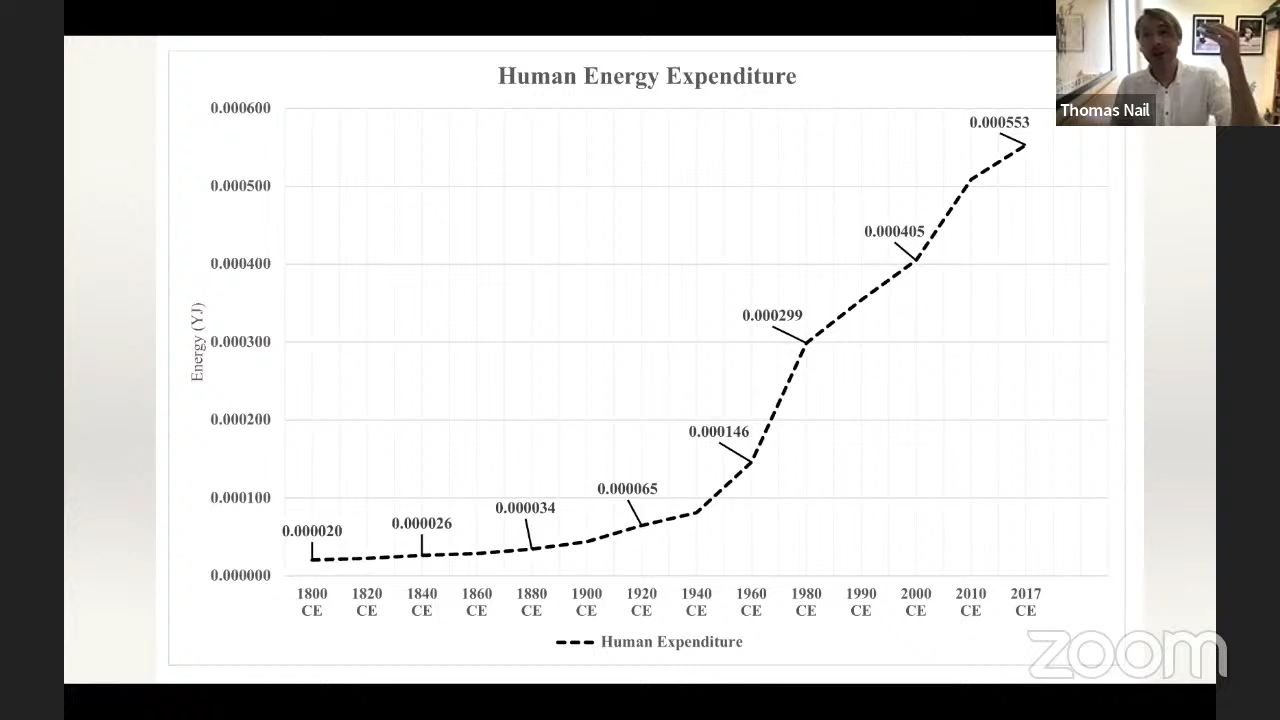 Human Energy Expenditure
Thomas Nail
0.000600
0.000500
0.000400
0.000300
0.000200
0.000100
0.000000
Energy (YJ)
0.000020
0.000026
0.000034
0.000065
0.000146
0.000299
0.000405
0.000553
1800 1820 1840 1860 1880 1900 1920 1940 1960 1980 1990 2000 2010 2017
CE CE CE CE CE CE CE CE CE CE CE CE CE CE
Human Expenditure
zoom